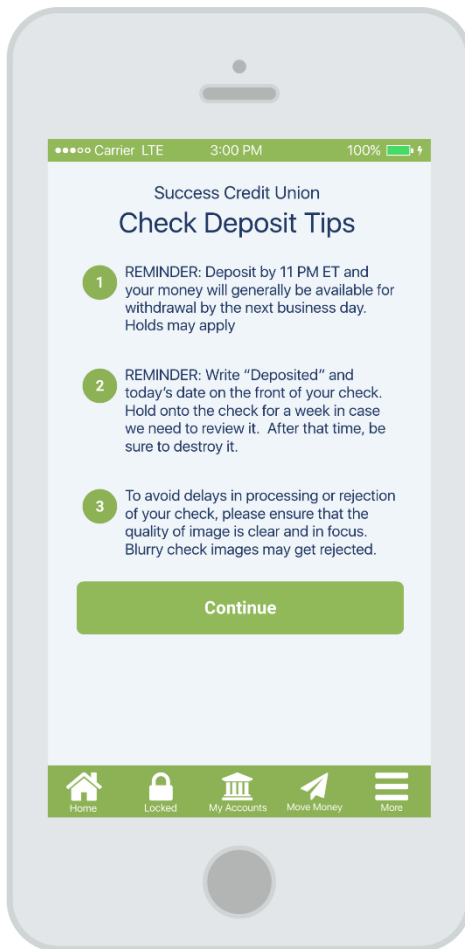 Carrier LTE 3:00 PM 100%
Success Credit Union
Check Deposit Tips
1 REMINDER: Deposit by 11 PM ET and
your money will generally be available for
withdrawal by the next business day.
Holds may apply
2 REMINDER: Write “Deposited” and
today’s date on the front of your check.
Hold onto the check for a week in case
we need to review it. After that time, be
sure to destroy it.
3 To avoid delays in processing or rejection
of your check, please ensure that the
quality of image is clear and in focus.
Blurry check images may get rejected.
Continue
Home Locked My Accounts Move Money More